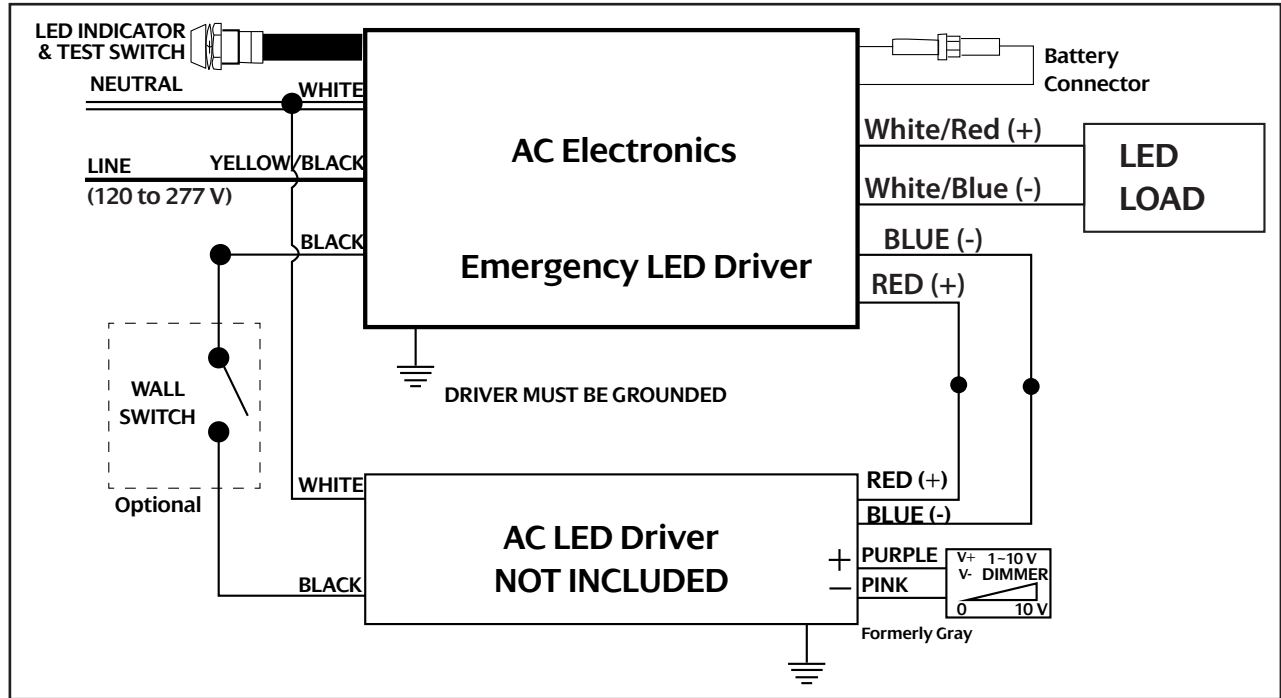 LED INDICATOR
& TEST SWITCH
NEUTRAL
WHITE
LINE
YELLOW/BLACK
(120 to 277 V)
BLACK
AC Electronics
Emergency LED Driver
Battery
Connector
White/Red (+)
White/Blue (-)
LED
LOAD
BLUE (-)
RED (+)
DRIVER MUST BE GROUNDED
WALL
SWITCH
Optional
WHITE
BLACK
AC LED Driver
NOT INCLUDED
RED (+)
BLUE (-)
+ PURPLE
− PINK
Formerly Gray
V+ 1~10 V
V- DIMMER
0 10 V